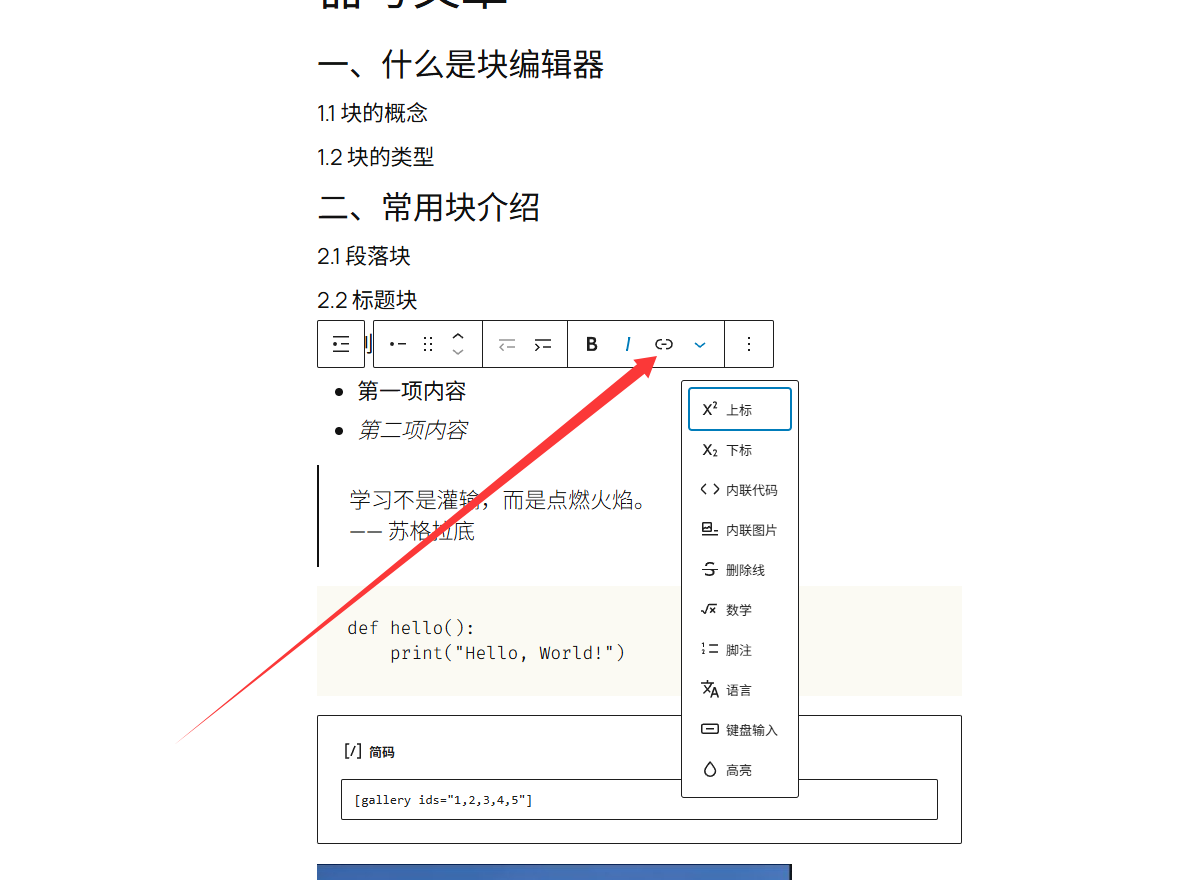 一、什么是块编辑器
1.1 块的概念
1.2 块的类型
二、常用块介绍
2.1 段落块
2.2 标题块
B I
第一项内容
第二项内容
学习不是灌输，而是点燃火焰。
—— 苏格拉底
def hello():
    print("Hello, World!")
[/] 简码
[gallery ids="1,2,3,4,5"]
X² 上标
X₂ 下标
内联代码
内联图片
删除线
数学
脚注
语言
键盘输入
高亮